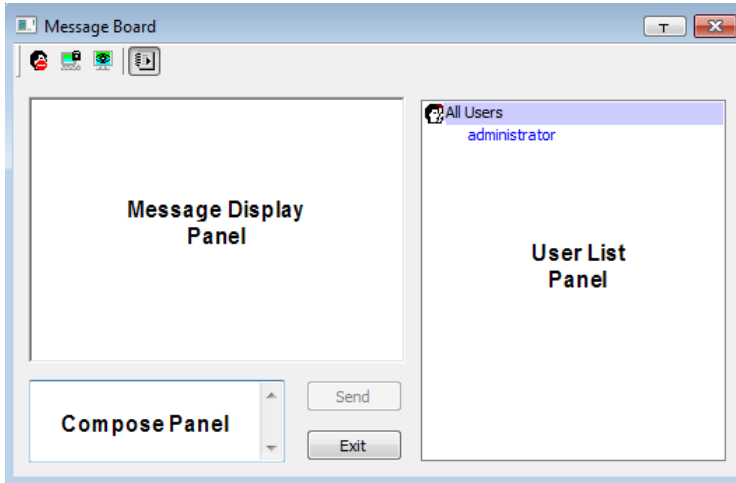 Message Board
All Users
administrator
Message Display
Panel
User List
Panel
Compose Panel
Send
Exit